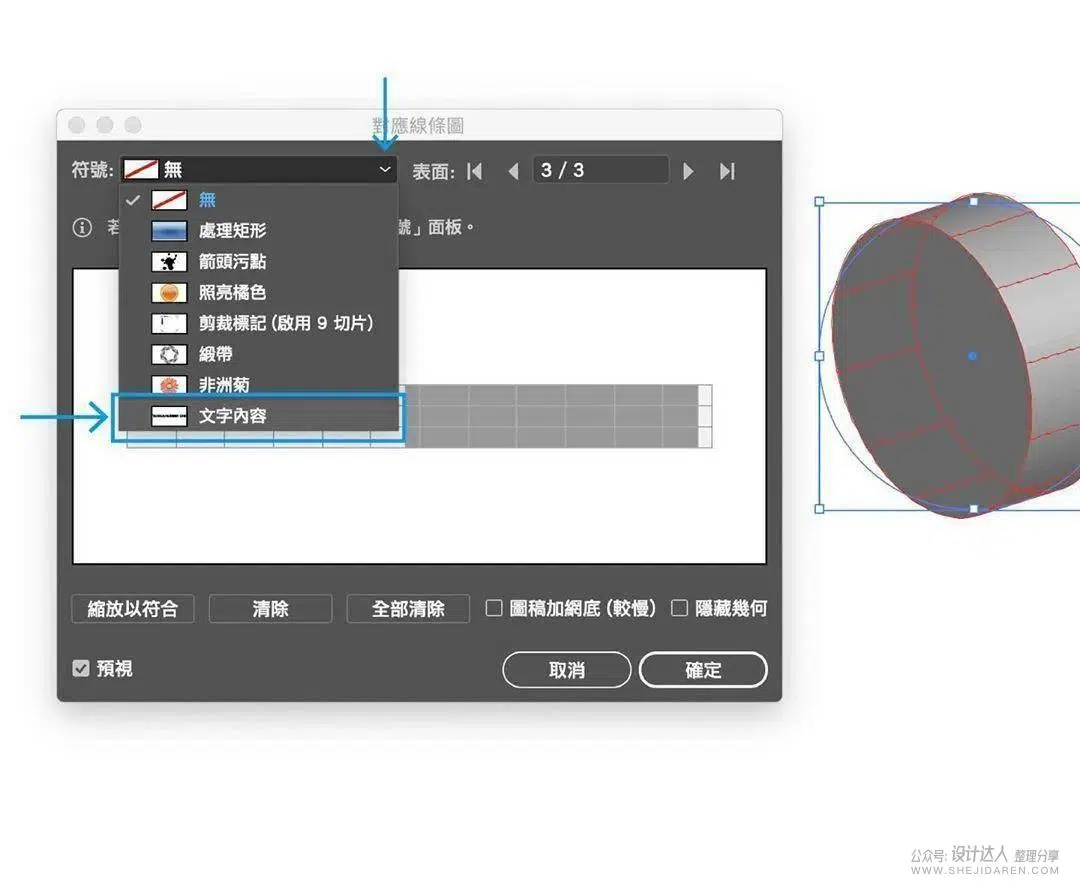 對應線條圖
符號: 無
表面: 3 / 3
無
若
號」面板。
處理矩形
箭頭污點
照亮橘色
剪裁標記 (啟用 9 切片)
緞帶
非洲菊
文字內容
縮放以符合 清除 全部清除 圖稿加網底 (較慢) 隱藏幾何
預視 取消 確定
公众号: 设计达人 整理分享
WWW.SHEJIDAREN.COM